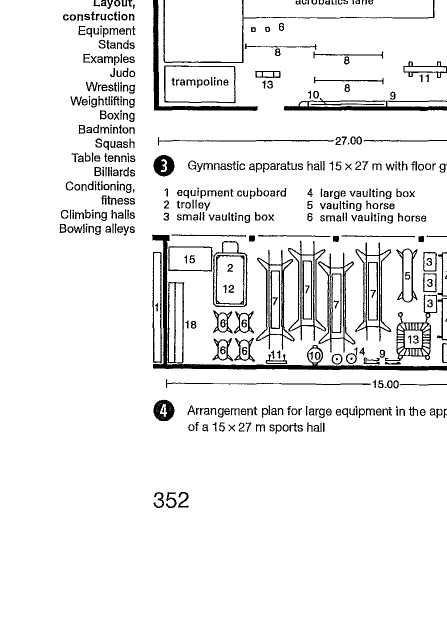 Layout,
construction
Equipment
Stands
Examples
Judo
Wrestling
Weightlifting
Boxing
Badminton
Squash
Table tennis
Billiards
Conditioning,
fitness
Climbing halls
Bowling alleys
acrobatics lane
6
8
8
trampoline
13
11
8
10
9
27.00
3 Gymnastic apparatus hall 15 × 27 m with floor gy
1 equipment cupboard 4 large vaulting box
2 trolley 5 vaulting horse
3 small vaulting box 6 small vaulting horse
15
2
12
7
7
7
7
5
3
3
3
1
18
6
6
6
6
11
10
14
9
13
15.00
4 Arrangement plan for large equipment in the app
of a 15 × 27 m sports hall
352